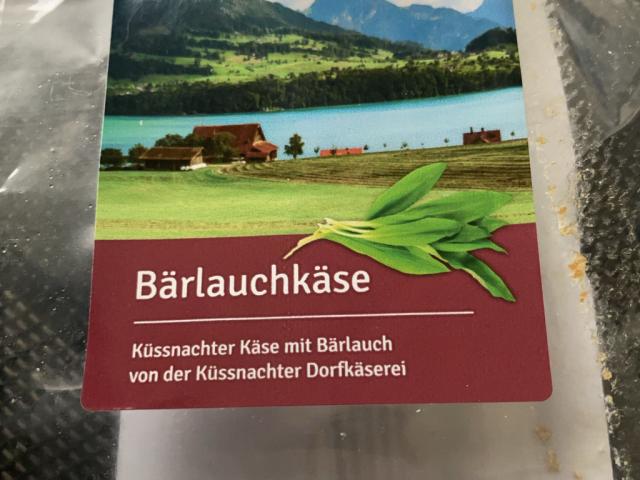 Bärlauchkäse
Küssnachter Käse mit Bärlauch
von der Küssnachter Dorfkäserei